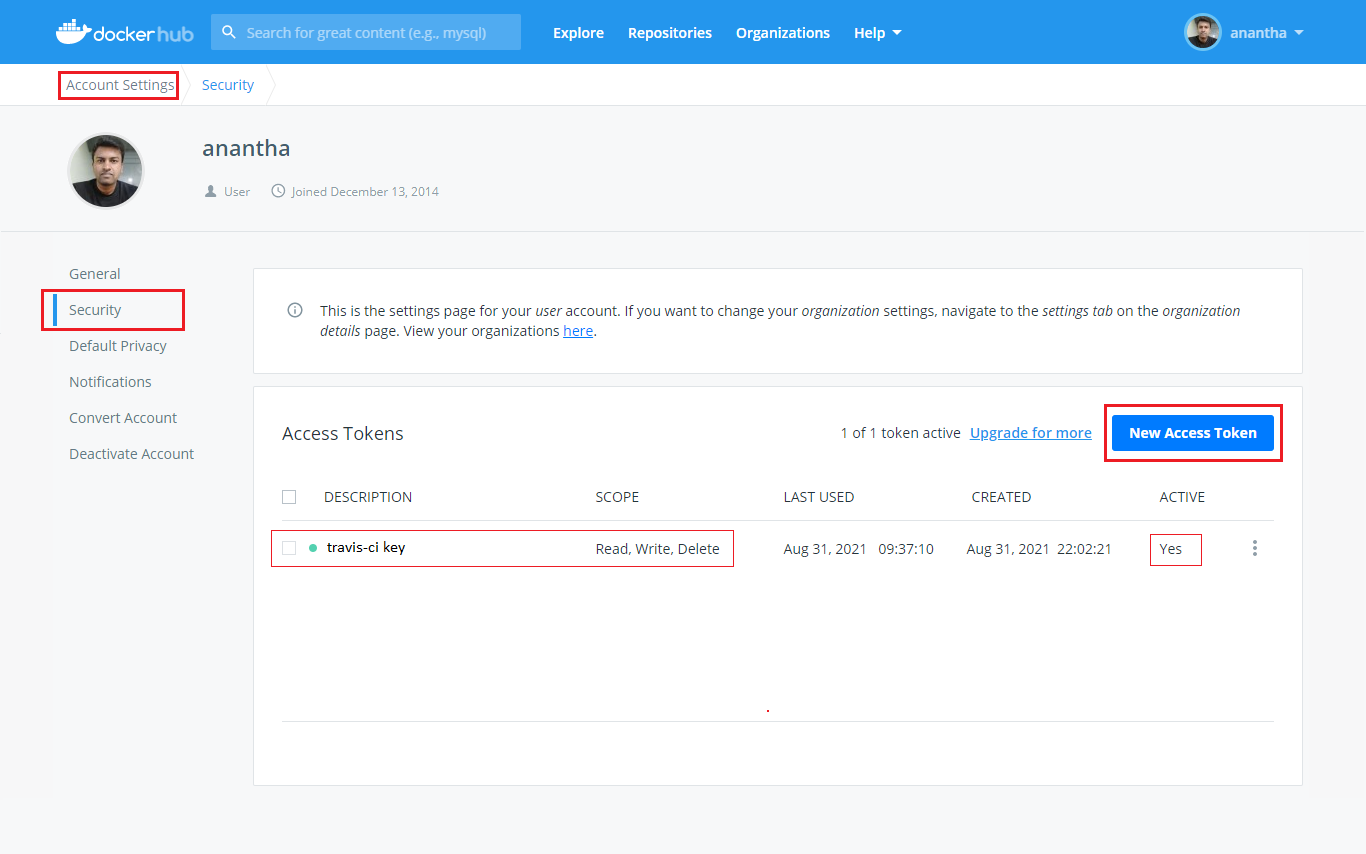 dockerhub
Search for great content (e.g., mysql)
Explore
Repositories
Organizations
Help
anantha
Account Settings
Security
anantha
User
Joined December 13, 2014
General
Security
Default Privacy
Notifications
Convert Account
Deactivate Account
This is the settings page for your user account. If you want to change your organization settings, navigate to the settings tab on the organization
details page. View your organizations here.
Access Tokens
1 of 1 token active
Upgrade for more
New Access Token
DESCRIPTION
SCOPE
LAST USED
CREATED
ACTIVE
travis-ci key
Read, Write, Delete
Aug 31, 2021 09:37:10
Aug 31, 2021 22:02:21
Yes